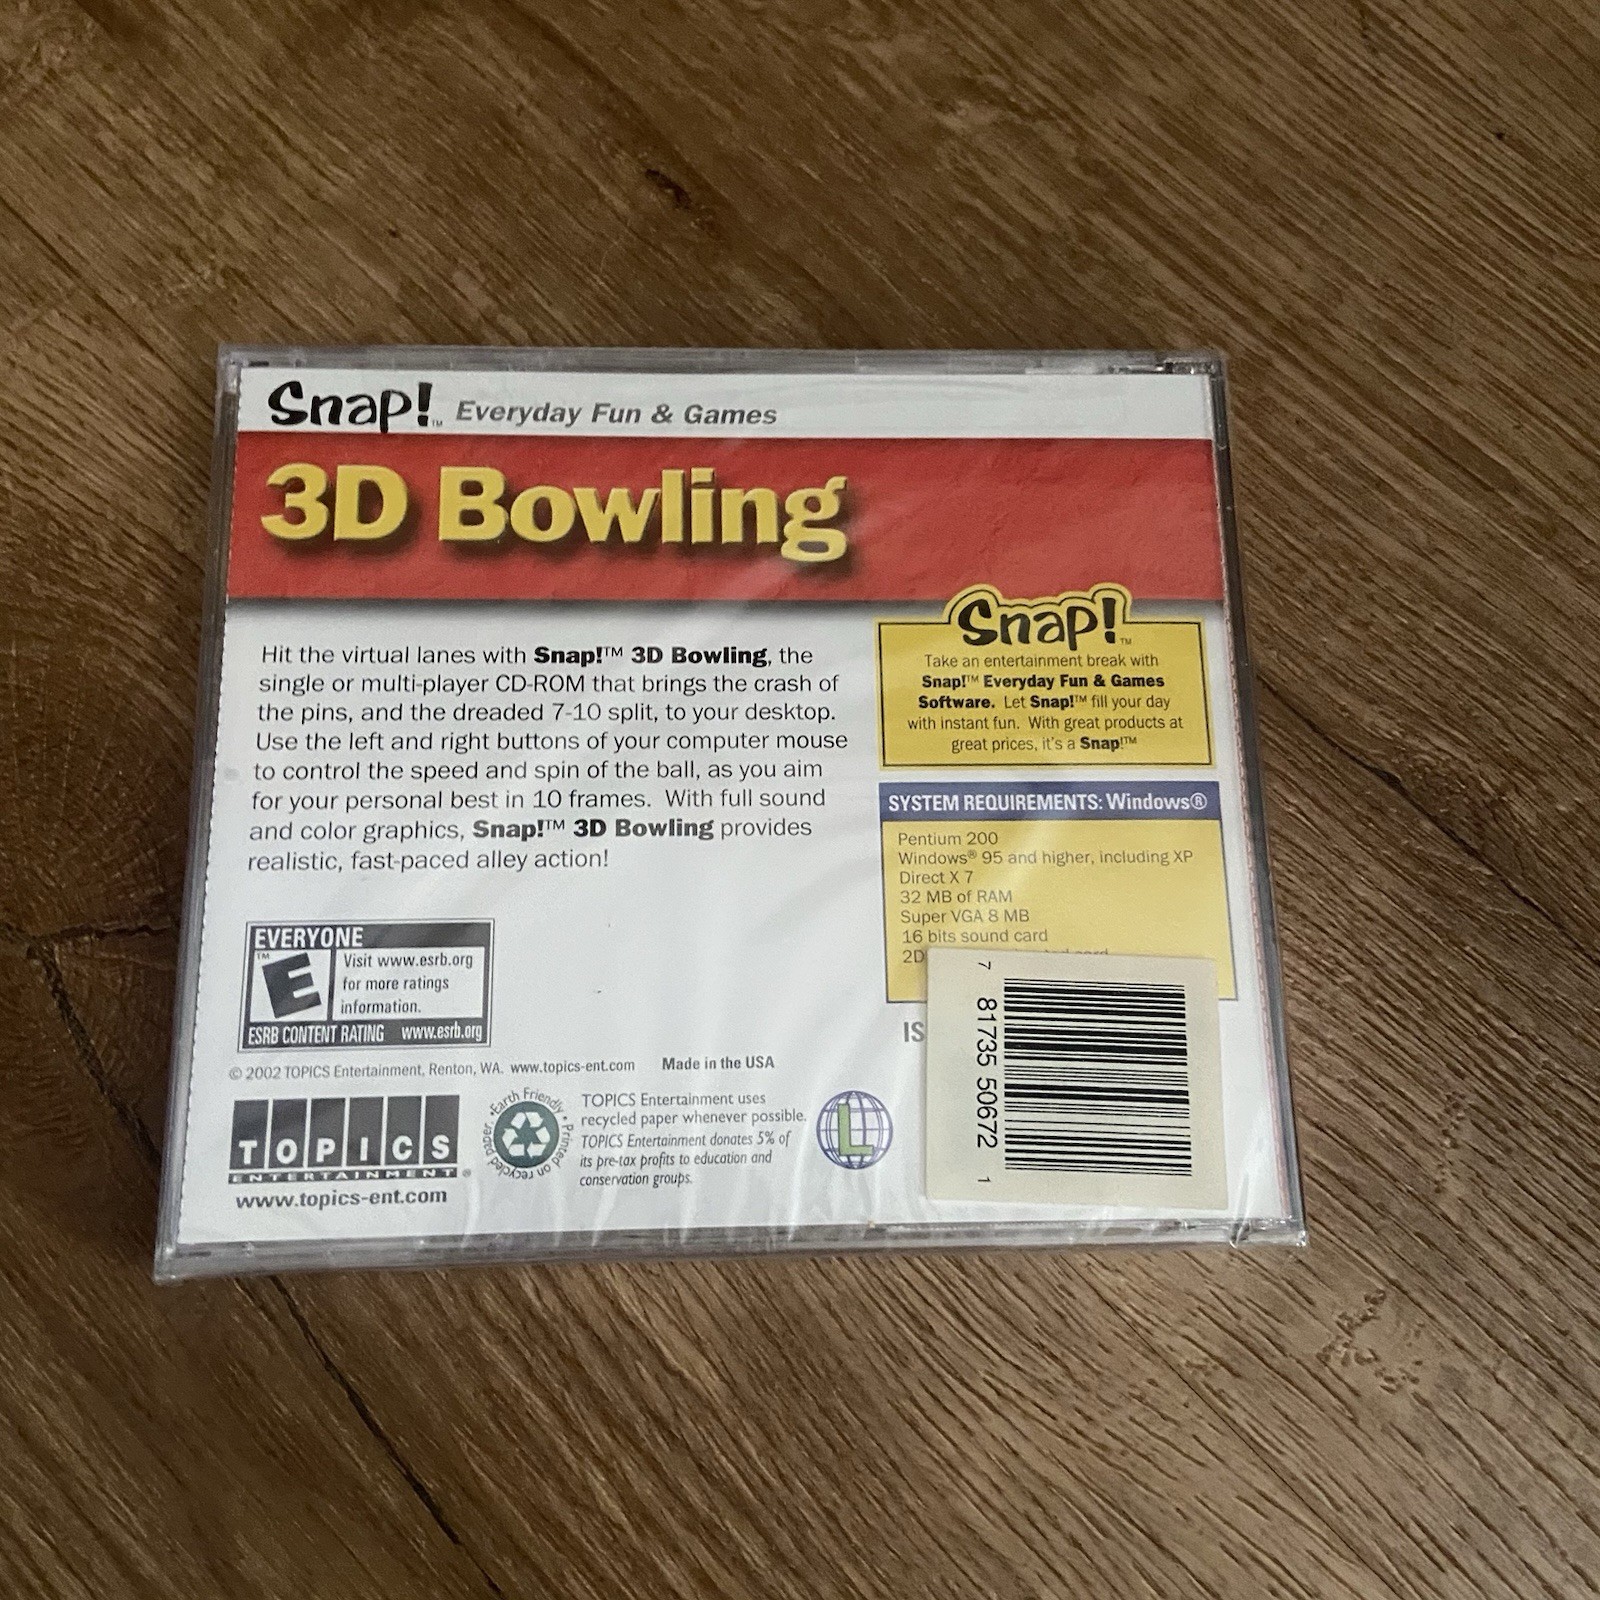 Snap!™ Everyday Fun & Games
3D Bowling
Hit the virtual lanes with Snap!™ 3D Bowling, the
single or multi-player CD-ROM that brings the crash of
the pins, and the dreaded 7-10 split, to your desktop.
Use the left and right buttons of your computer mouse
to control the speed and spin of the ball, as you aim
for your personal best in 10 frames. With full sound
and color graphics, Snap!™ 3D Bowling provides
realistic, fast-paced alley action!
Snap!™
Take an entertainment break with
Snap!™ Everyday Fun & Games
Software. Let Snap!™ fill your day
with instant fun. With great products at
great prices, it's a Snap!™
SYSTEM REQUIREMENTS: Windows®
Pentium 200
Windows® 95 and higher, including XP
Direct X 7
32 MB of RAM
Super VGA 8 MB
16 bits sound card
2D
IS
7 81735 50672 1
EVERYONE
™
E
Visit www.esrb.org
for more ratings
information.
ESRB CONTENT RATING www.esrb.org
© 2002 TOPICS Entertainment, Renton, WA. www.topics-ent.com Made in the USA
TOPICS
ENTERTAINMENT®
www.topics-ent.com
Earth Friendly • Printed on recycled paper. •
TOPICS Entertainment uses
recycled paper whenever possible.
TOPICS Entertainment donates 5% of
its pre-tax profits to education and
conservation groups.
L